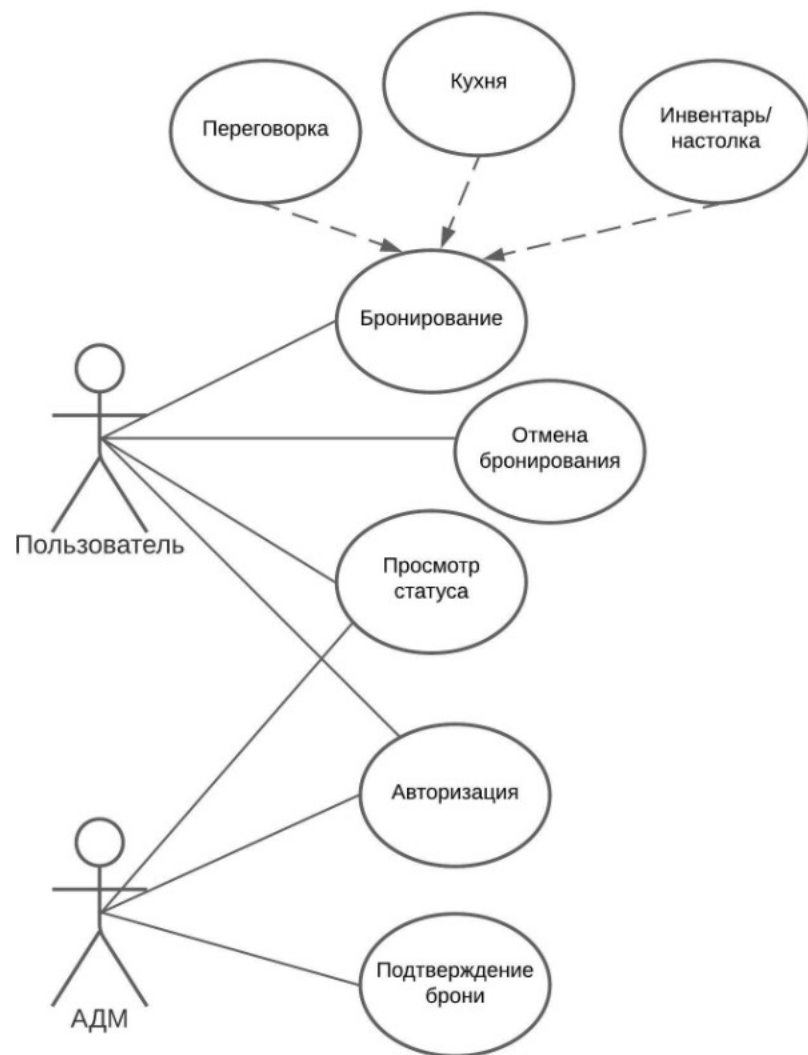 Кухня
Переговорка
Инвентарь/
настолка
Бронирование
Отмена
бронирования
Пользователь
Просмотр
статуса
Авторизация
АДМ
Подтверждение
брони